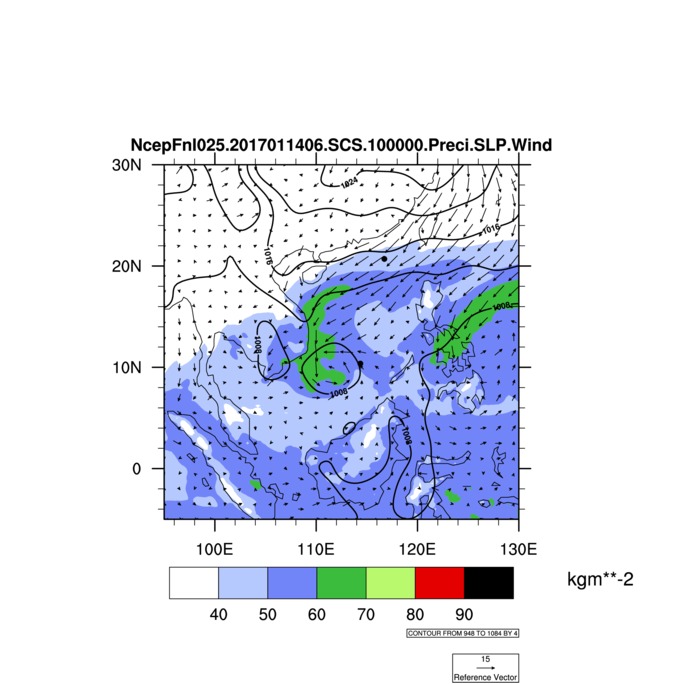 NcepFnl025.2017011406.SCS.100000.Preci.SLP.Wind
30N
1024
1016
1016
20N
1008
1008
10N
1008
1008
0
100E 110E 120E 130E
kgm**-2
40 50 60 70 80 90
CONTOUR FROM 948 TO 1084 BY 4
15
Reference Vector